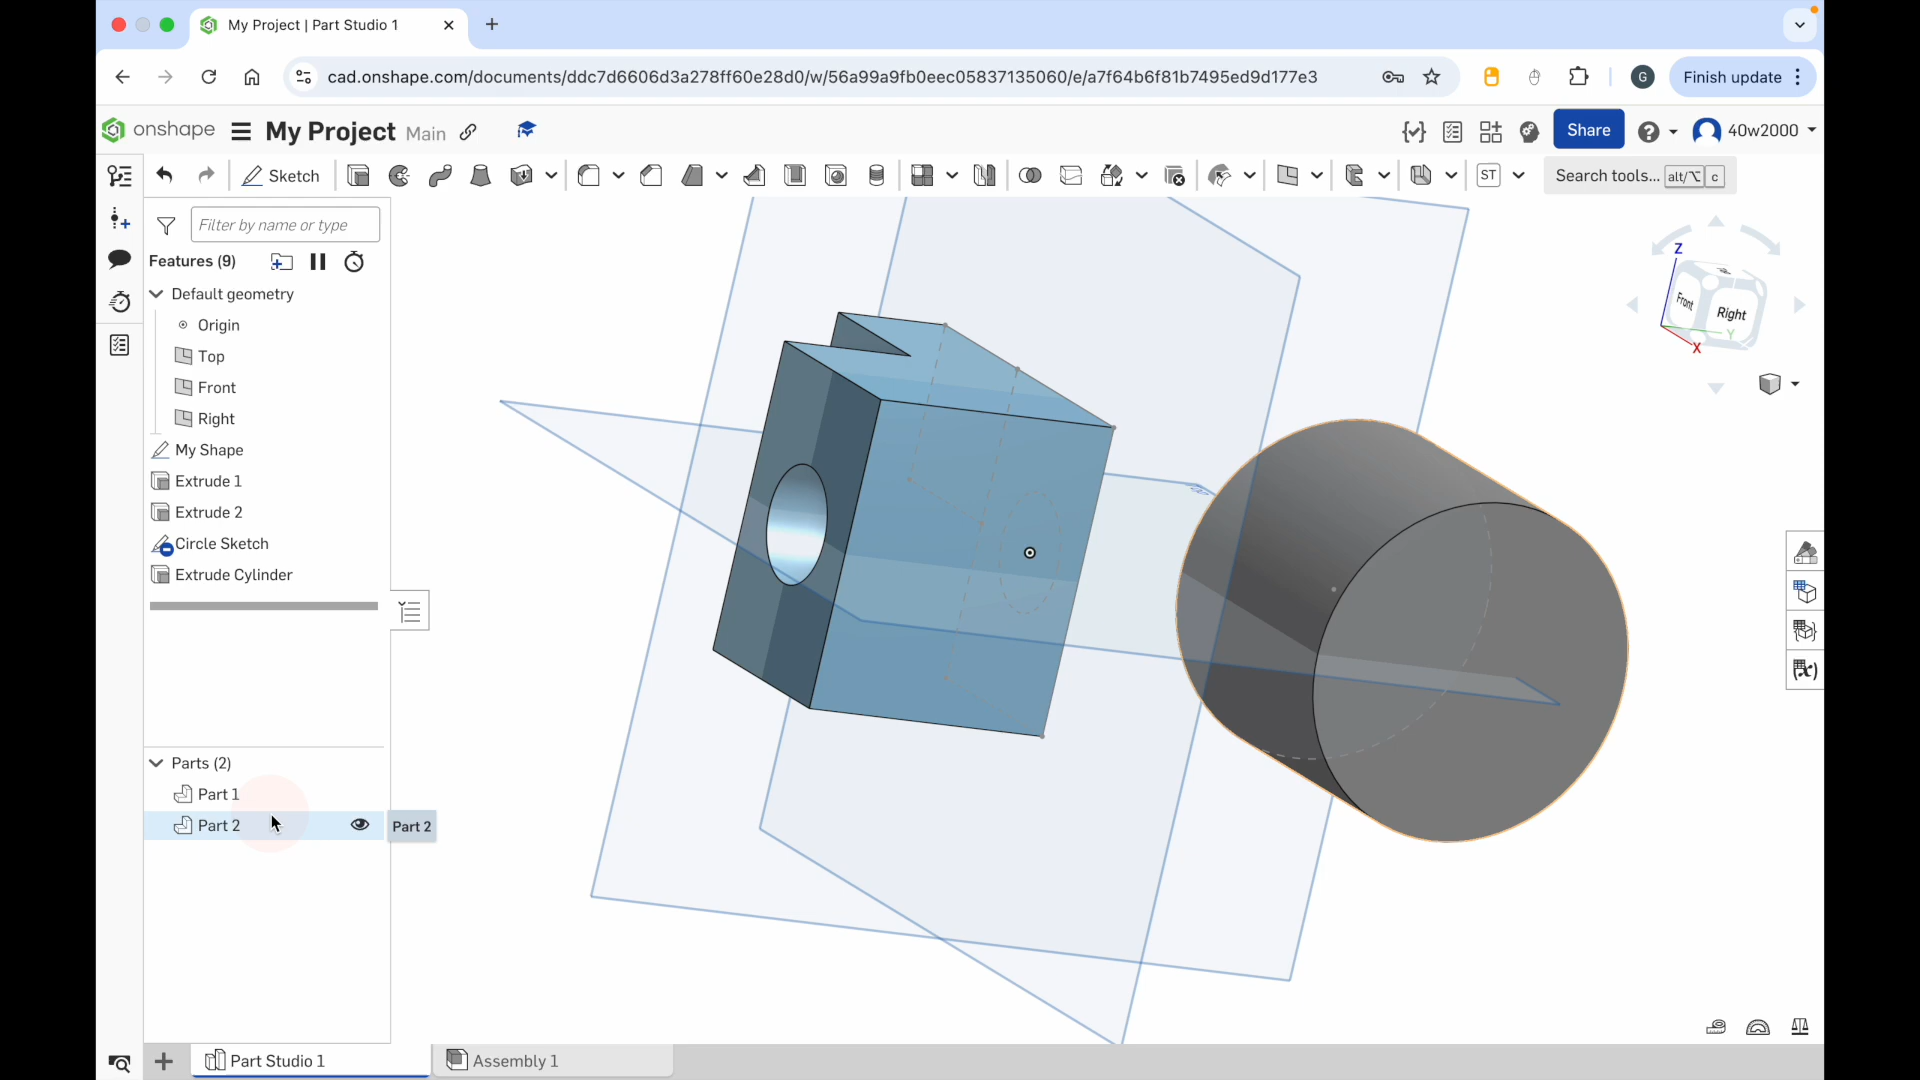 My Project | Part Studio 1
cad.onshape.com/documents/ddc7d6606d3a278ff60e28d0/w/56a99a9fb0eec05837135060/e/a7f64b6f81b7495ed9d177e3
G
Finish update
onshape My Project Main
Share
40w2000
Sketch
ST
Search tools... alt/⌥ c
Filter by name or type
Features (9)
Default geometry
Origin
Top
Front
Right
My Shape
Extrude 1
Extrude 2
Circle Sketch
Extrude Cylinder
Parts (2)
Part 1
Part 2
Part 2
Z
Front
Right
Y
X
Part Studio 1
Assembly 1